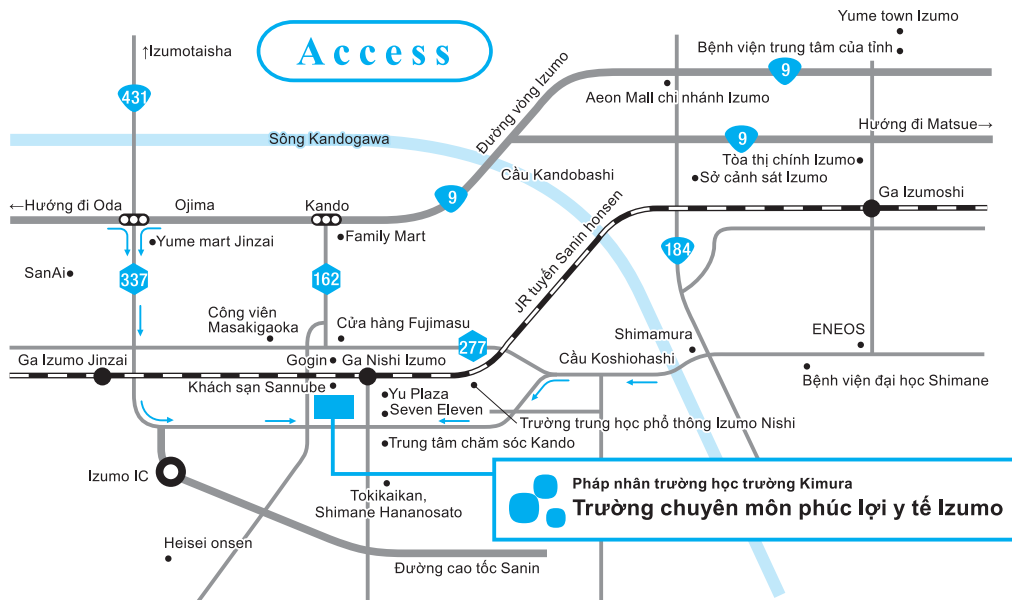 Access
Yume town Izumo
Bệnh viện trung tâm của tỉnh
↑Izumotaisha
9
431
Aeon Mall chi nhánh Izumo
Đường vòng Izumo
Hướng đi Matsue→
9
Sông Kandogawa
Tòa thị chính Izumo
Cầu Kandobashi
Sở cảnh sát Izumo
9
Ga Izumoshi
←Hướng đi Oda
Ojima
Kando
Yume mart Jinzai
Family Mart
184
SanAi
337
162
JR tuyến Sanin honsen
Công viên
Masakigaoka
Cửa hàng Fujimasu
Shimamura
ENEOS
277
Ga Izumo Jinzai
Gogin
Ga Nishi Izumo
Cầu Koshiohashi
Bệnh viện đại học Shimane
Khách sạn Sannube
Yu Plaza
Seven Eleven
Trường trung học phổ thông Izumo Nishi
Trung tâm chăm sóc Kando
Izumo IC
Tokikaikan,
Shimane Hananosato
Pháp nhân trường học trường Kimura
Trường chuyên môn phúc lợi y tế Izumo
Heisei onsen
Đường cao tốc Sanin